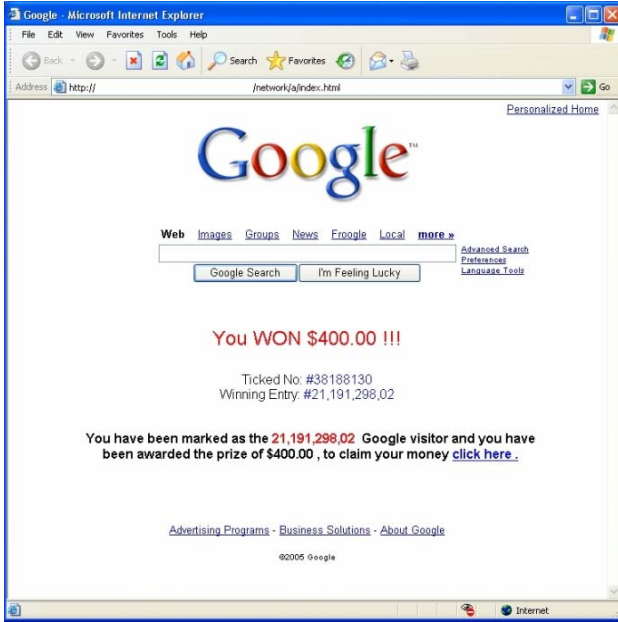 Google - Microsoft Internet Explorer
File Edit View Favorites Tools Help
Back Search Favorites
Address http:// /network/a/index.html Go
Personalized Home
Google™
Web Images Groups News Froogle Local more »
Advanced Search
Preferences
Language Tools
Google Search I'm Feeling Lucky
You WON $400.00 !!!
Ticked No: #38188130
Winning Entry: #21,191,298,02
You have been marked as the 21,191,298,02 Google visitor and you have
been awarded the prize of $400.00 , to claim your money click here .
Advertising Programs - Business Solutions - About Google
©2005 Google
Internet